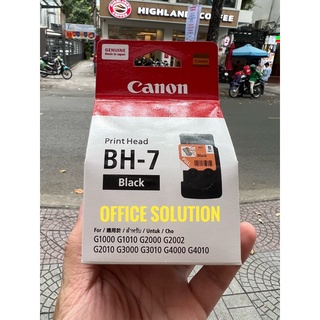 HIGHLANDS COFFEE
GENUINE
Canon
Print Head
BH-7
Black
OFFICE SOLUTION
For / 適用於 / สำหรับ / Untuk / Cho
G1000 G1010 G2000 G2002
G2010 G3000 G3010 G4000 G4010